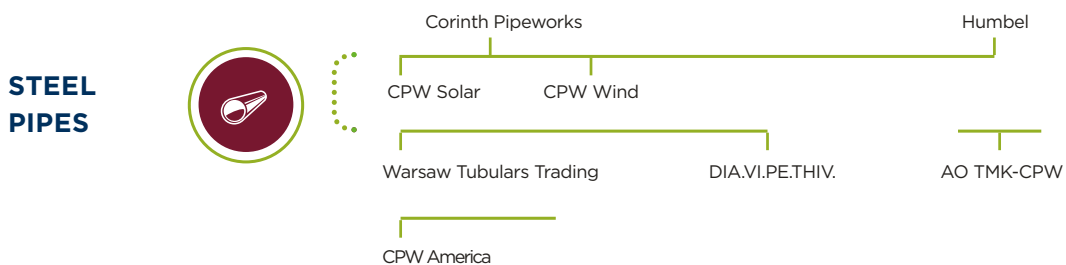 STEEL
PIPES
Corinth Pipeworks
Humbel
CPW Solar
CPW Wind
Warsaw Tubulars Trading
DIA.VI.PE.THIV.
AO TMK-CPW
CPW America